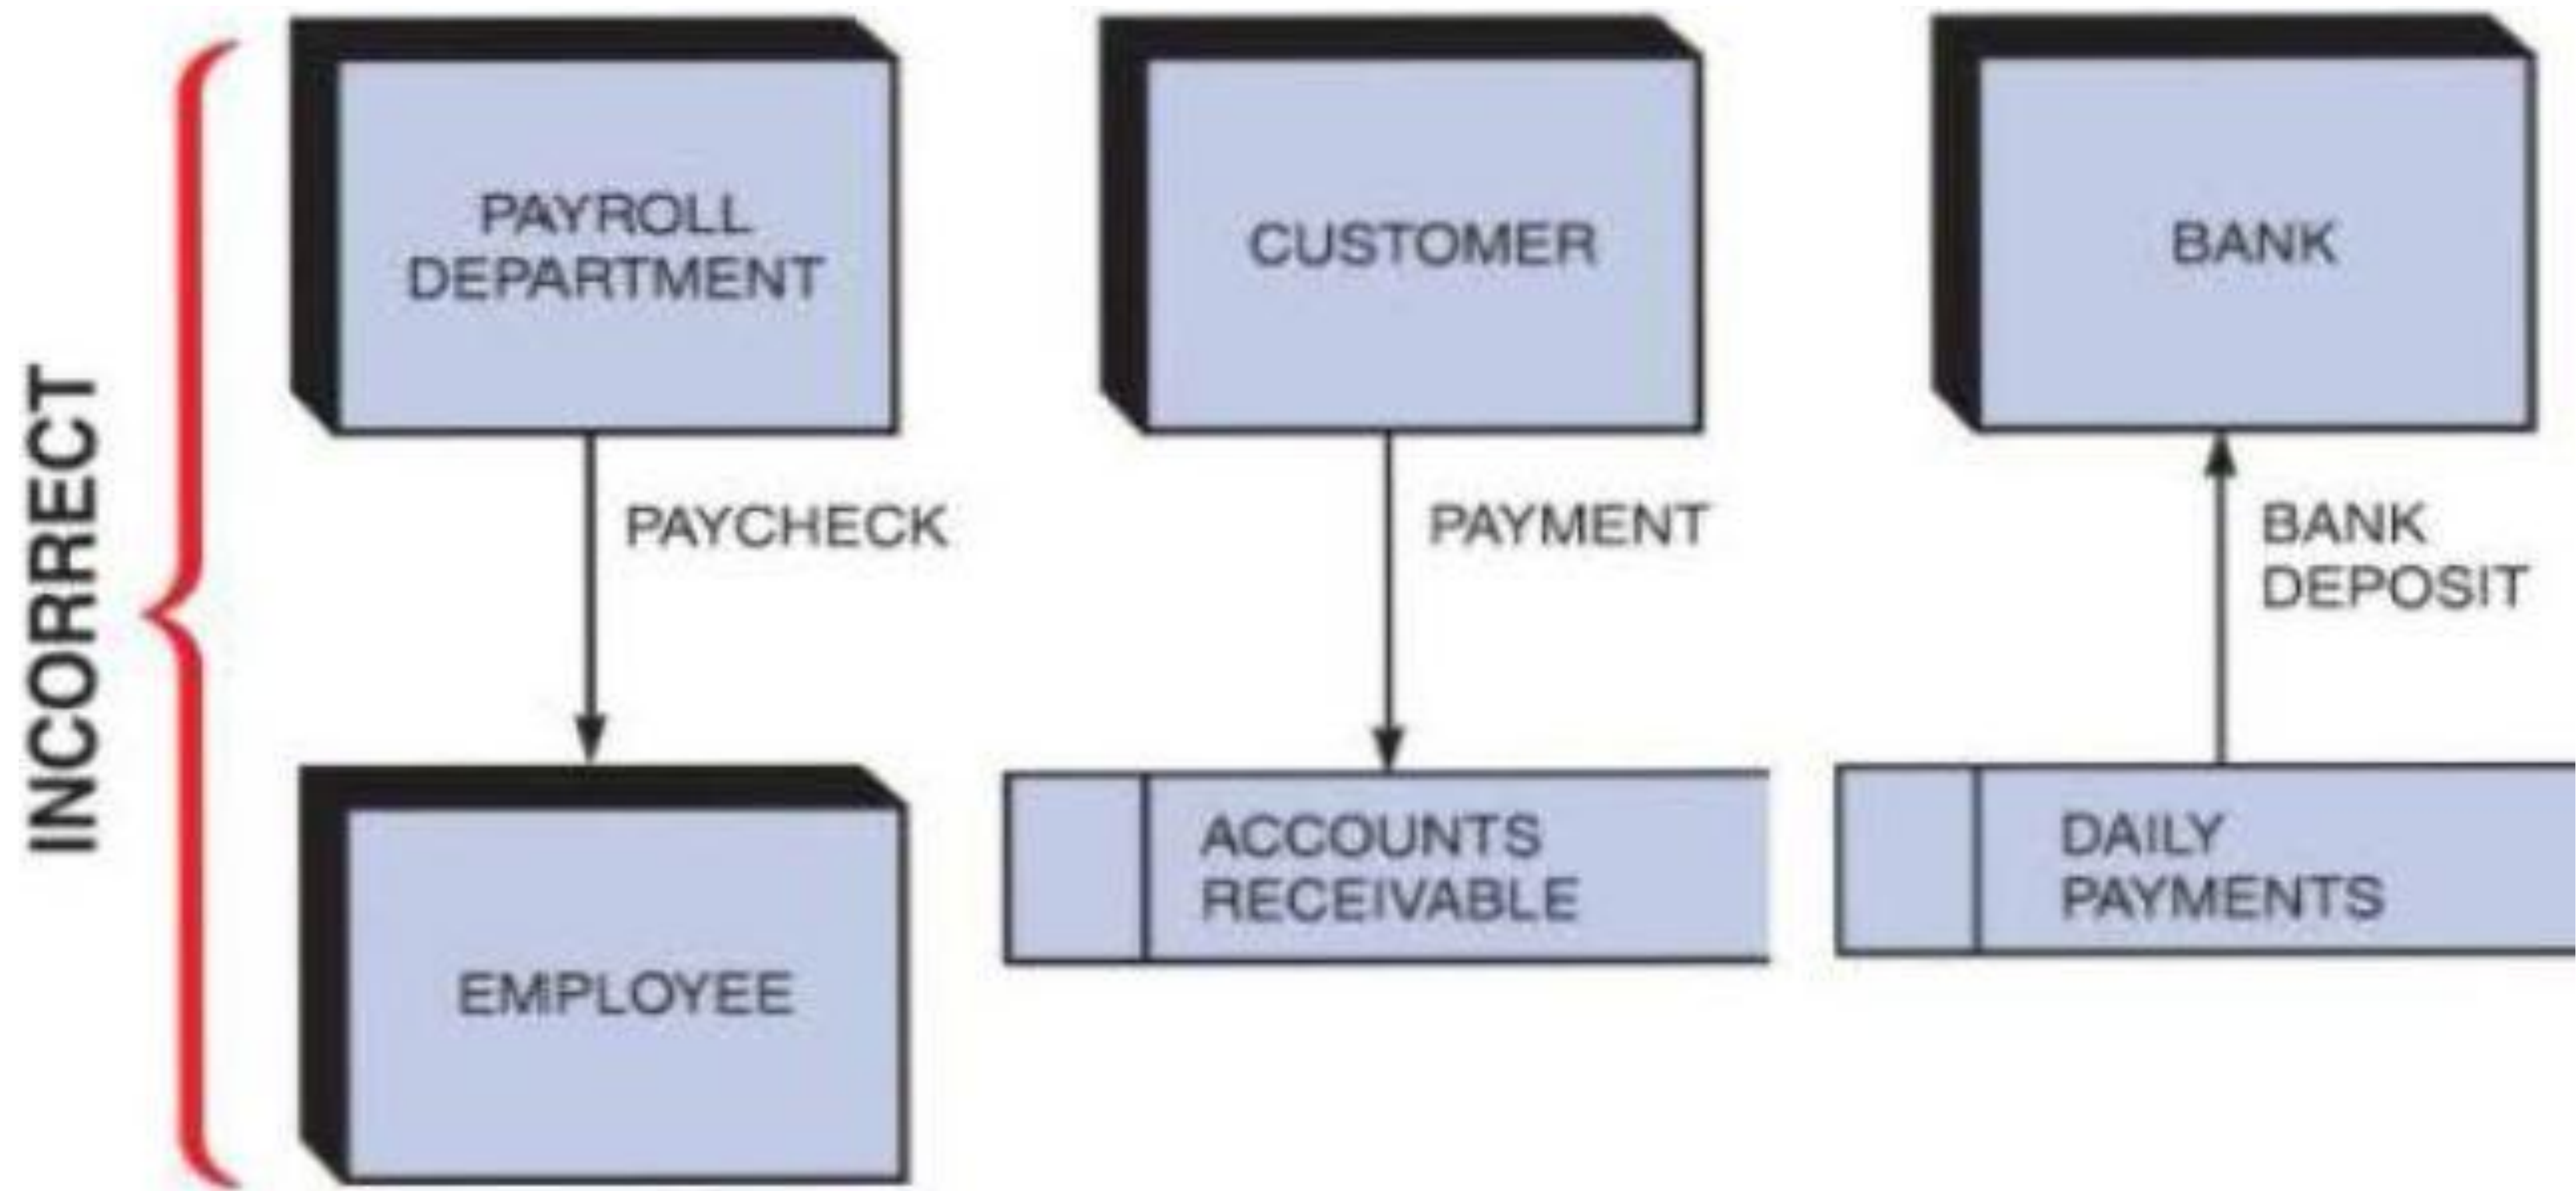 INCORRECT
PAYROLL
DEPARTMENT
PAYCHECK
EMPLOYEE
CUSTOMER
PAYMENT
ACCOUNTS
RECEIVABLE
BANK
BANK
DEPOSIT
DAILY
PAYMENTS